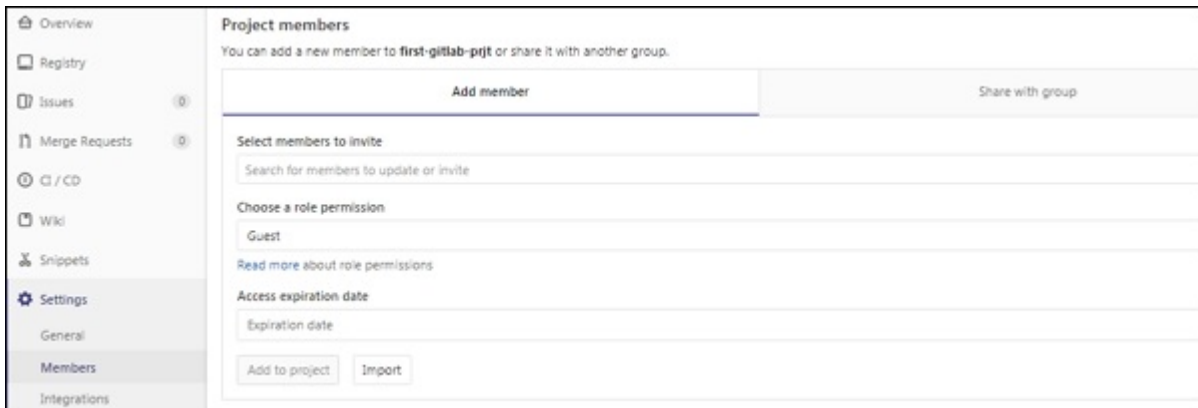 Overview
Registry
Issues 0
Merge Requests 0
CI / CD
Wiki
Snippets
Settings
General
Members
Integrations
Project members
You can add a new member to first-gitlab-prjt or share it with another group.
Add member
Share with group
Select members to invite
Search for members to update or invite
Choose a role permission
Guest
Read more about role permissions
Access expiration date
Expiration date
Add to project
Import